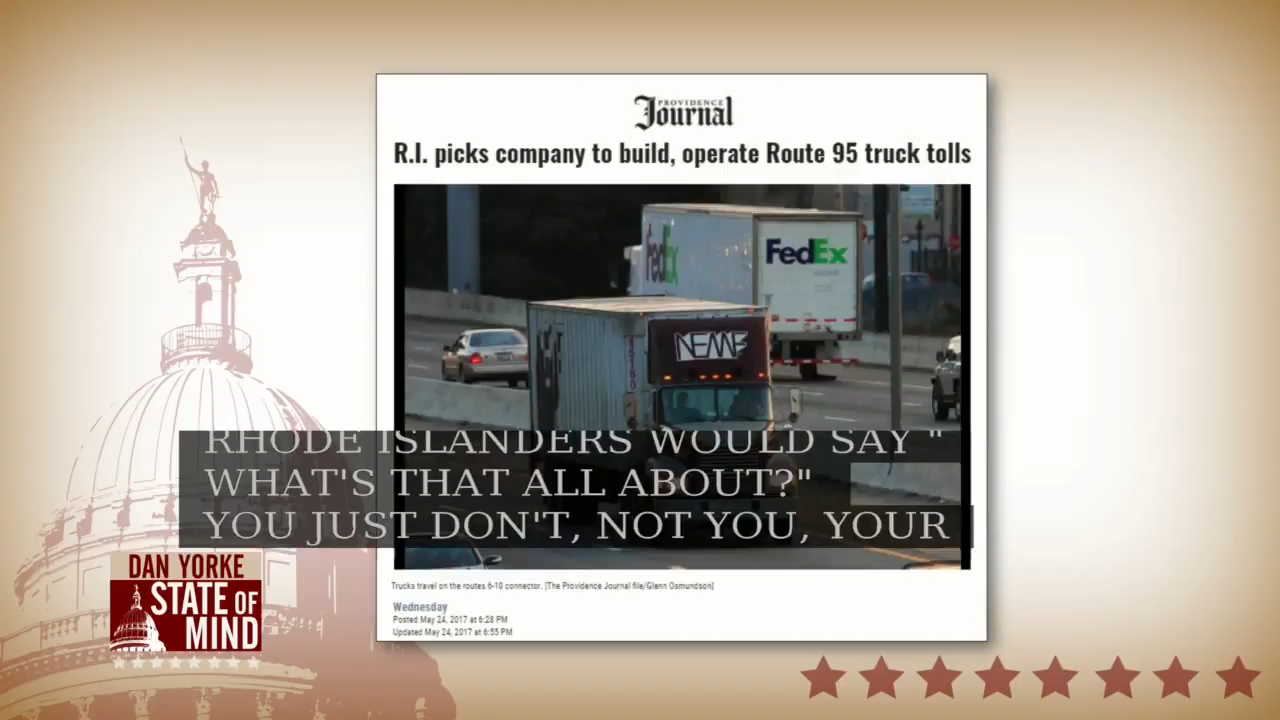 PROVIDENCE
Journal
R.I. picks company to build, operate Route 95 truck tolls
FedEx
FedEx
NEMF
RHODE ISLANDERS WOULD SAY "
WHAT'S THAT ALL ABOUT?"
YOU JUST DON'T, NOT YOU, YOUR
Trucks travel on the routes 6-10 connector. [The Providence Journal file/Glenn Osmundson]
Wednesday
Posted May 24, 2017 at 6:28 PM
Updated May 24, 2017 at 6:55 PM
DAN YORKE
STATE OF
MIND